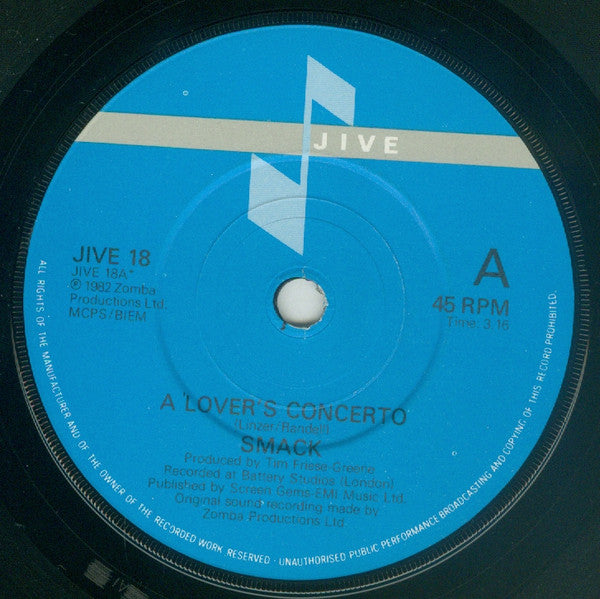 JIVE
JIVE 18
JIVE 18A*
℗ 1982 Zomba
Productions Ltd.
MCPS/BIEM
A
45 RPM
Time: 3.16
A LOVER'S CONCERTO
(Linzer/Randell)
SMACK
Produced by Tim Friese-Greene
Recorded at Battery Studios (London)
Published by Screen Gems-EMI Music Ltd.
Original sound recording made by
Zomba Productions Ltd.
ALL RIGHTS OF THE MANUFACTURER AND OF THE OWNER OF THE RECORDED WORK RESERVED - UNAUTHORISED PUBLIC PERFORMANCE BROADCASTING AND COPYING OF THIS RECORD PROHIBITED.